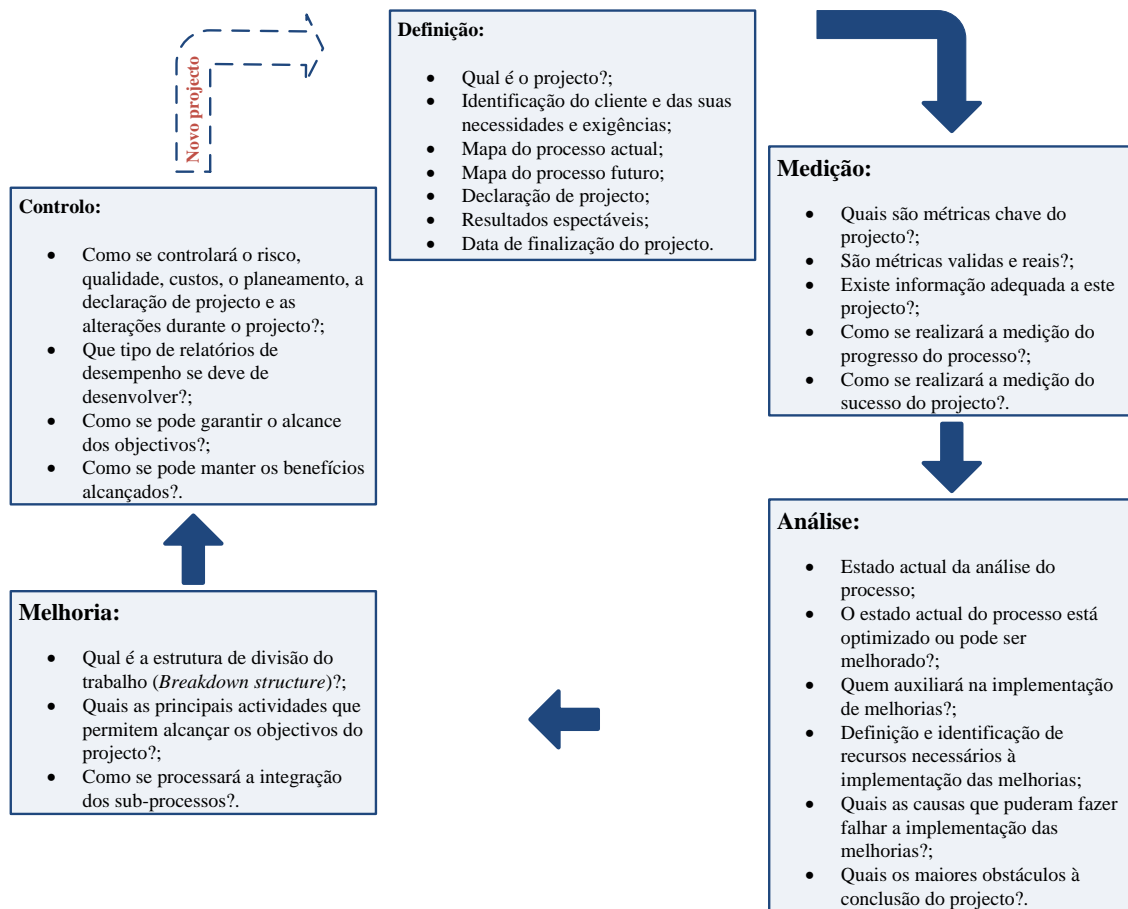 Definição:
• Qual é o projecto?;
• Identificação do cliente e das suas
necessidades e exigências;
• Mapa do processo actual;
• Mapa do processo futuro;
• Declaração de projecto;
• Resultados espectáveis;
• Data de finalização do projecto.
Medição:
• Quais são métricas chave do
projecto?;
• São métricas validas e reais?;
• Existe informação adequada a este
projecto?;
• Como se realizará a medição do
progresso do processo?;
• Como se realizará a medição do
sucesso do projecto?.
Análise:
• Estado actual da análise do
processo;
• O estado actual do processo está
optimizado ou pode ser
melhorado?;
• Quem auxiliará na implementação
de melhorias?;
• Definição e identificação de
recursos necessários à
implementação das melhorias;
• Quais as causas que puderam fazer
falhar a implementação das
melhorias?;
• Quais os maiores obstáculos à
conclusão do projecto?.
Melhoria:
• Qual é a estrutura de divisão do
trabalho (Breakdown structure)?;
• Quais as principais actividades que
permitem alcançar os objectivos do
projecto?;
• Como se processará a integração
dos sub-processos?.
Controlo:
• Como se controlará o risco,
qualidade, custos, o planeamento, a
declaração de projecto e as
alterações durante o projecto?;
• Que tipo de relatórios de
desempenho se deve de
desenvolver?;
• Como se pode garantir o alcance
dos objectivos?;
• Como se pode manter os benefícios
alcançados?.
Novo projecto